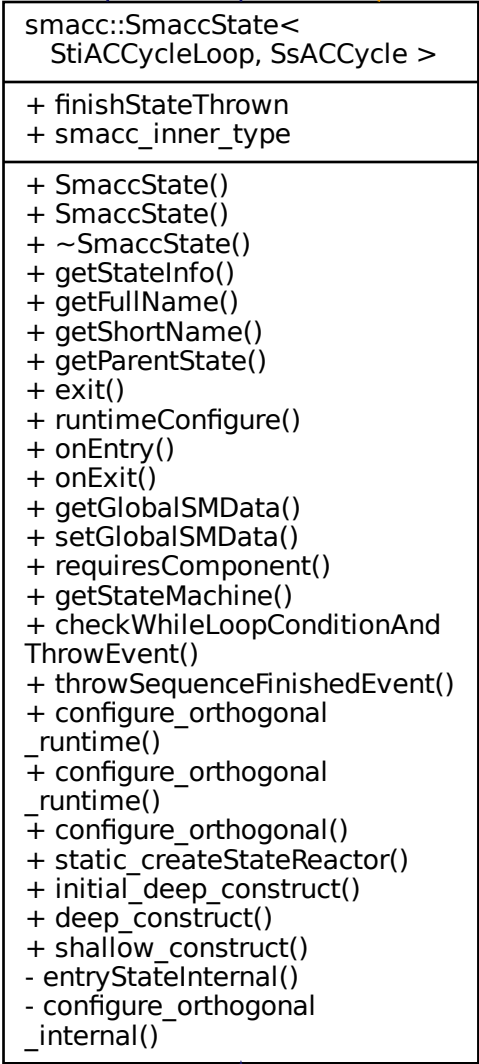 smacc::SmaccState<
StiACCycleLoop, SsACCycle >
+ finishStateThrown
+ smacc_inner_type
+ SmaccState()
+ SmaccState()
+ ~SmaccState()
+ getStateInfo()
+ getFullName()
+ getShortName()
+ getParentState()
+ exit()
+ runtimeConfigure()
+ onEntry()
+ onExit()
+ getGlobalSMData()
+ setGlobalSMData()
+ requiresComponent()
+ getStateMachine()
+ checkWhileLoopConditionAnd
ThrowEvent()
+ throwSequenceFinishedEvent()
+ configure_orthogonal
_runtime()
+ configure_orthogonal
_runtime()
+ configure_orthogonal()
+ static_createStateReactor()
+ initial_deep_construct()
+ deep_construct()
+ shallow_construct()
- entryStateInternal()
- configure_orthogonal
_internal()